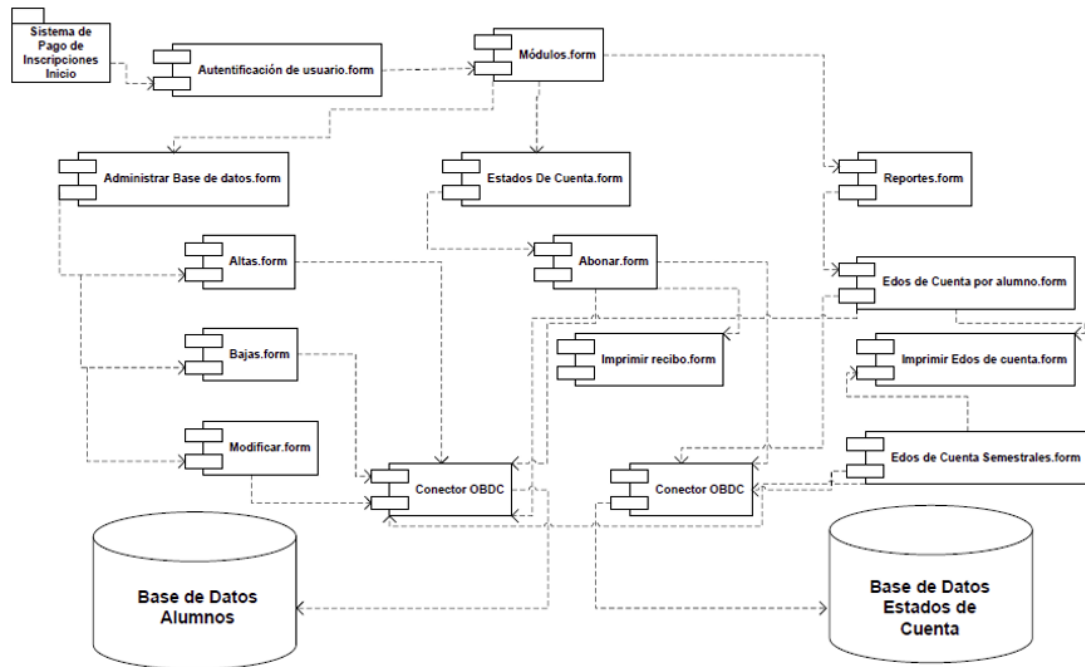 Sistema de
Pago de
Inscripciones
Inicio
Autentificación de usuario.form
Módulos.form
Administrar Base de datos.form
Estados De Cuenta.form
Reportes.form
Altas.form
Abonar.form
Edos de Cuenta por alumno.form
Bajas.form
Imprimir recibo.form
Imprimir Edos de cuenta.form
Modificar.form
Edos de Cuenta Semestrales.form
Conector OBDC
Conector OBDC
Base de Datos
Alumnos
Base de Datos
Estados de
Cuenta